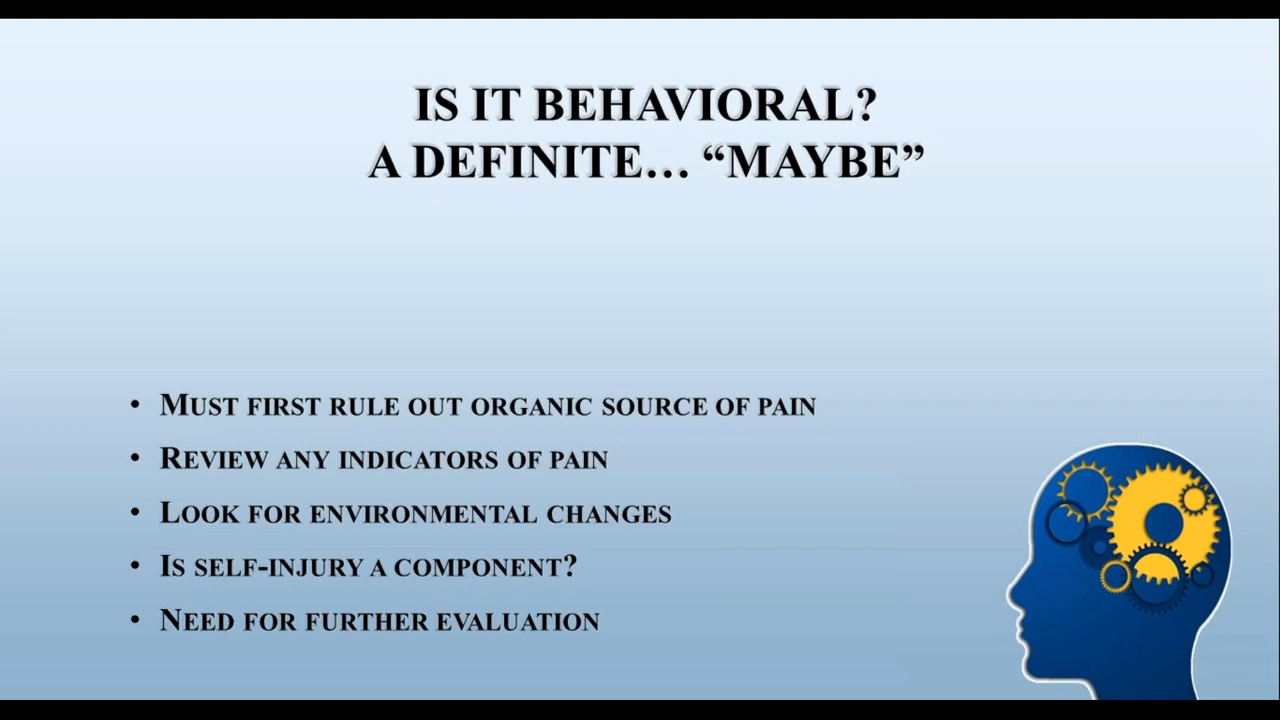 IS IT BEHAVIORAL?
A DEFINITE… “MAYBE”
• MUST FIRST RULE OUT ORGANIC SOURCE OF PAIN
• REVIEW ANY INDICATORS OF PAIN
• LOOK FOR ENVIRONMENTAL CHANGES
• IS SELF-INJURY A COMPONENT?
• NEED FOR FURTHER EVALUATION